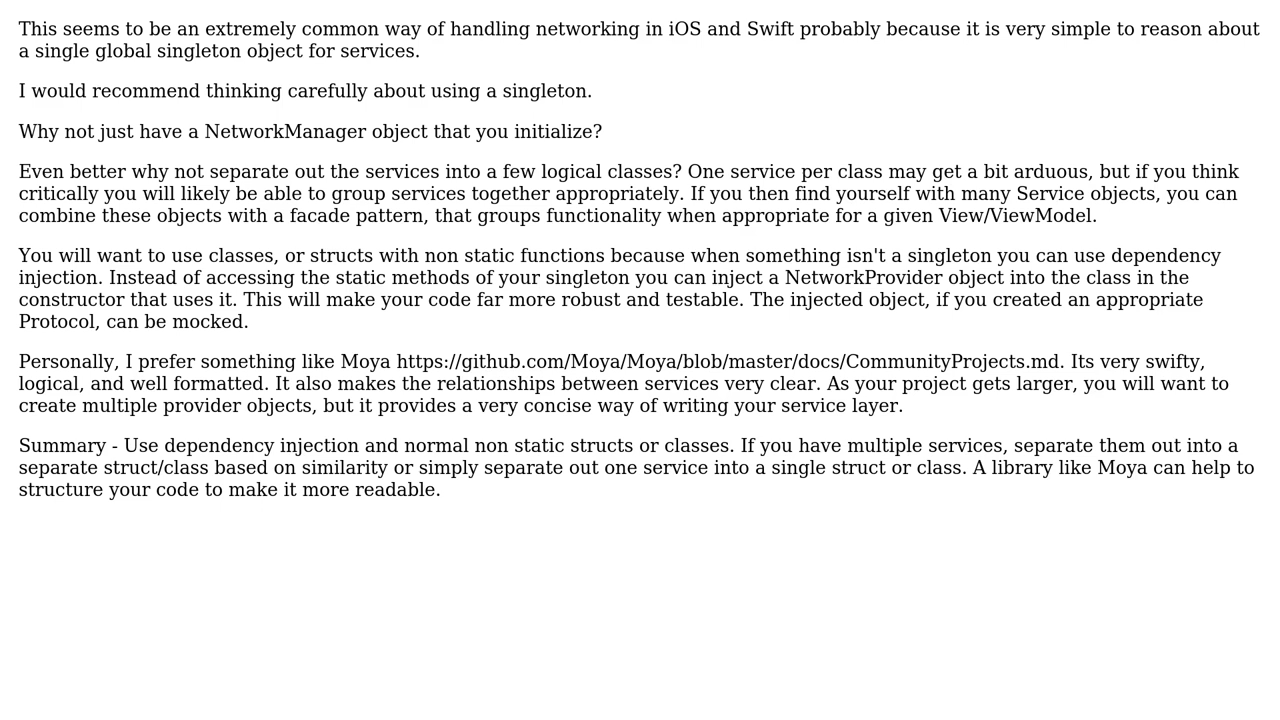 This seems to be an extremely common way of handling networking in iOS and Swift probably because it is very simple to reason about
a single global singleton object for services.
I would recommend thinking carefully about using a singleton.
Why not just have a NetworkManager object that you initialize?
Even better why not separate out the services into a few logical classes? One service per class may get a bit arduous, but if you think
critically you will likely be able to group services together appropriately. If you then find yourself with many Service objects, you can
combine these objects with a facade pattern, that groups functionality when appropriate for a given View/ViewModel.
You will want to use classes, or structs with non static functions because when something isn't a singleton you can use dependency
injection. Instead of accessing the static methods of your singleton you can inject a NetworkProvider object into the class in the
constructor that uses it. This will make your code far more robust and testable. The injected object, if you created an appropriate
Protocol, can be mocked.
Personally, I prefer something like Moya https://github.com/Moya/Moya/blob/master/docs/CommunityProjects.md. Its very swifty,
logical, and well formatted. It also makes the relationships between services very clear. As your project gets larger, you will want to
create multiple provider objects, but it provides a very concise way of writing your service layer.
Summary - Use dependency injection and normal non static structs or classes. If you have multiple services, separate them out into a
separate struct/class based on similarity or simply separate out one service into a single struct or class. A library like Moya can help to
structure your code to make it more readable.